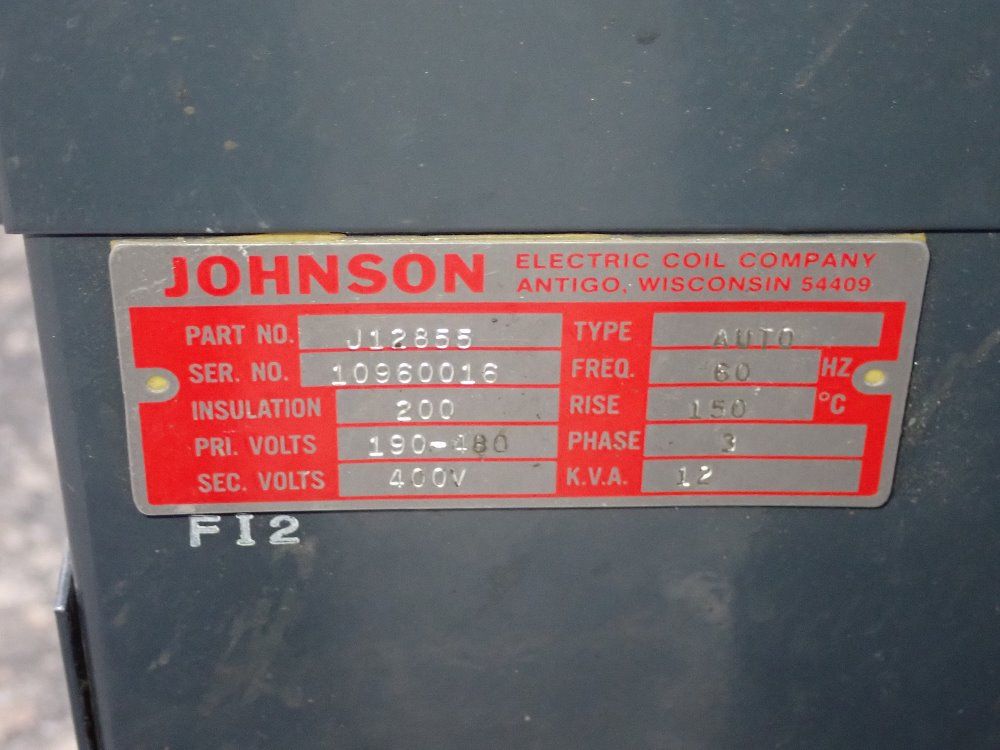 JOHNSON ELECTRIC COIL COMPANY
ANTIGO, WISCONSIN 54409
PART NO. J12855 TYPE AUTO
SER. NO. 10960016 FREQ. 60 HZ
INSULATION 200 RISE 150 °C
PRI. VOLTS 190-480 PHASE 3
SEC. VOLTS 400V K.V.A. 12
FI2